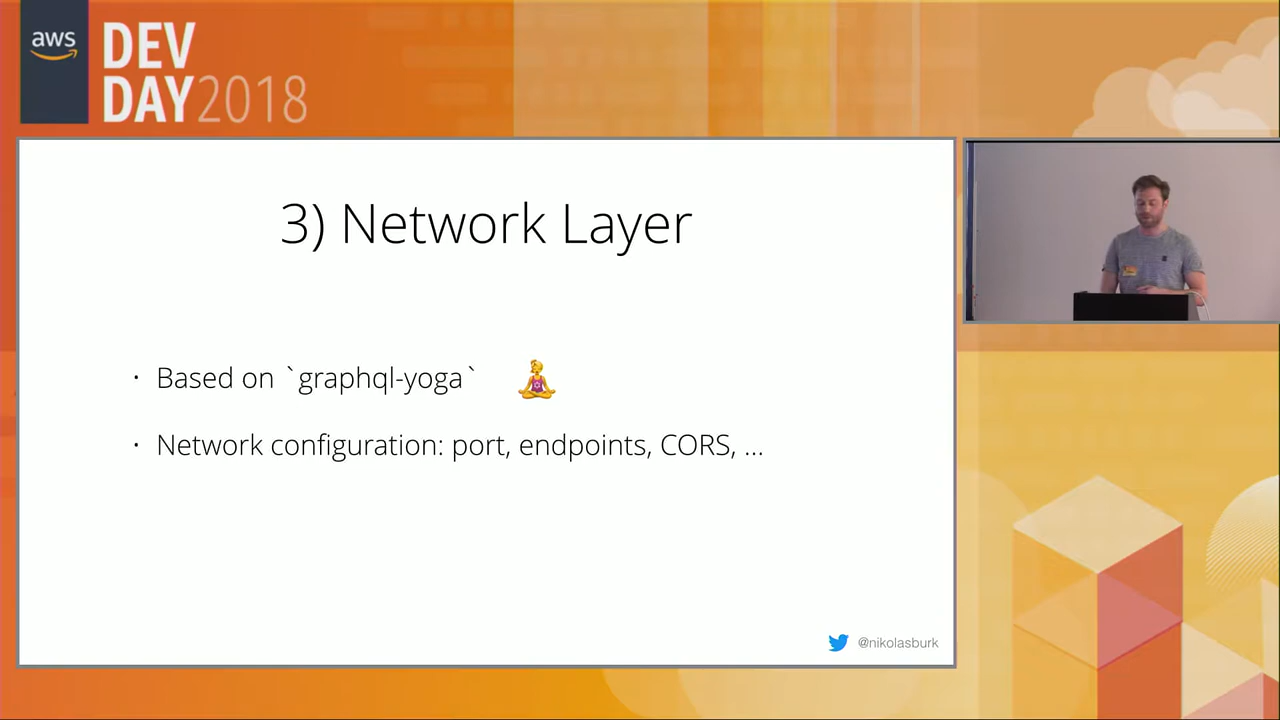 aws
DEV
DAY2018
3) Network Layer
· Based on `graphql-yoga`
· Network configuration: port, endpoints, CORS, ...
@nikolasburk